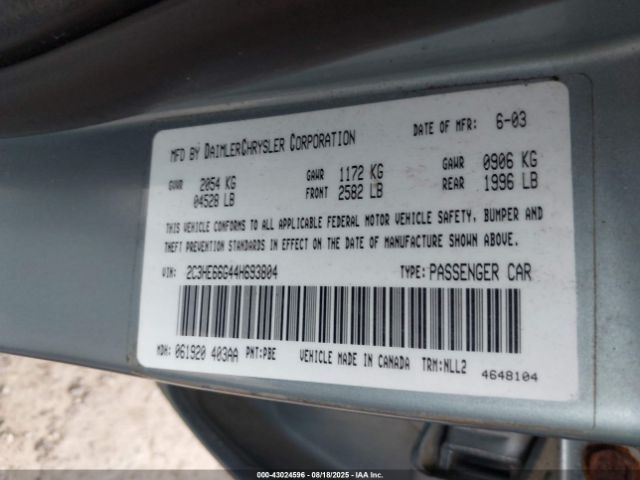 MFD BY DAIMLERCHRYSLER CORPORATION DATE OF MFR: 6-03
GVWR 2054 KG 04528 LB GAWR FRONT 1172 KG 2582 LB GAWR REAR 0906 KG 1996 LB
THIS VEHICLE CONFORMS TO ALL APPLICABLE FEDERAL MOTOR VEHICLE SAFETY, BUMPER AND
THEFT PREVENTION STANDARDS IN EFFECT ON THE DATE OF MANUFACTURE SHOWN ABOVE.
VIN: 2C3HE66G44H693804 TYPE: PASSENGER CAR
MDH: 061920 403AA PNT:PBE VEHICLE MADE IN CANADA TRM:NLL2
4648104
00-43024596 - 08/18/2025 - IAA Inc.